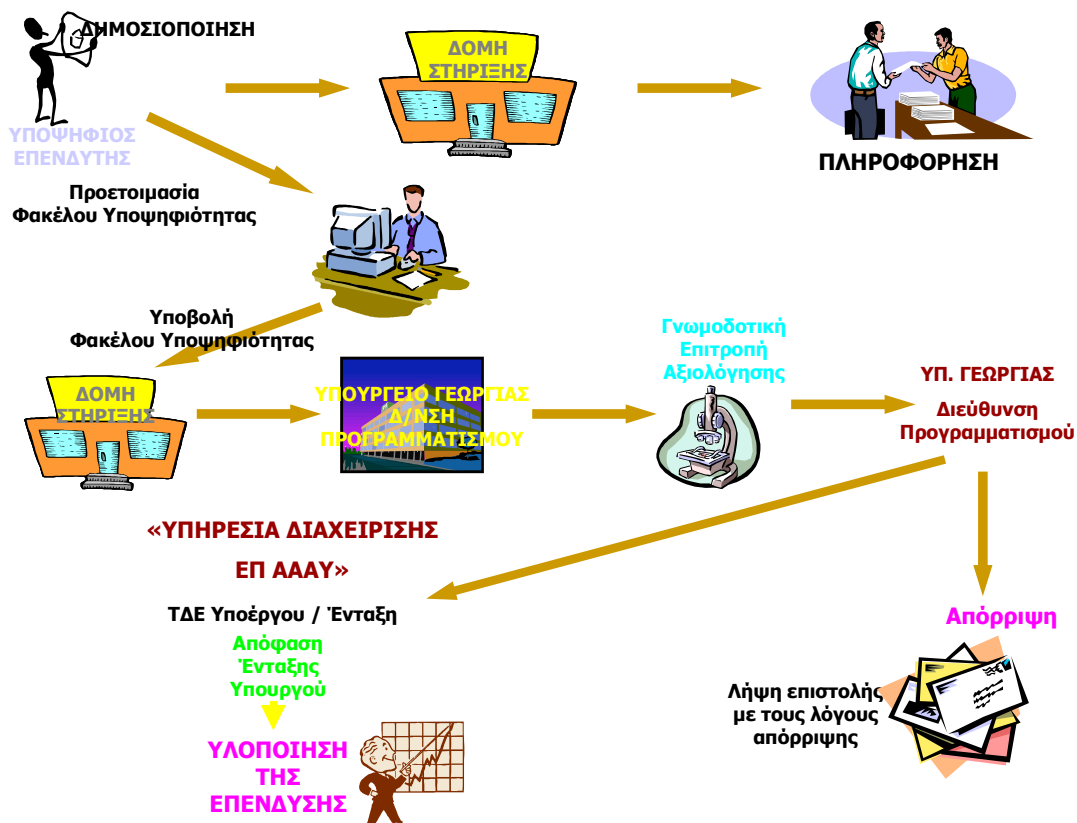 ΔΗΜΟΣΙΟΠΟΙΗΣΗ
ΔΟΜΗ
ΣΤΗΡΙΞΗΣ
ΥΠΟΨΗΦΙΟΣ
ΕΠΕΝΔΥΤΗΣ
ΠΛΗΡΟΦΟΡΗΣΗ
Προετοιμασία
Φακέλου Υποψηφιότητας
Υποβολή
Φακέλου Υποψηφιότητας
ΔΟΜΗ
ΣΤΗΡΙΞΗΣ
ΥΠΟΥΡΓΕΙΟ ΓΕΩΡΓΙΑΣ
Δ/ΝΣΗ
ΠΡΟΓΡΑΜΜΑΤΙΣΜΟΥ
Γνωμοδοτική
Επιτροπή
Αξιολόγησης
ΥΠ. ΓΕΩΡΓΙΑΣ
Διεύθυνση
Προγραμματισμού
«ΥΠΗΡΕΣΙΑ ΔΙΑΧΕΙΡΙΣΗΣ
ΕΠ ΑΑΑΥ»
ΤΔΕ Υποέργου / Ένταξη
Απόφαση
Ένταξης
Υπουργού
ΥΛΟΠΟΙΗΣΗ
ΤΗΣ
ΕΠΕΝΔΥΣΗΣ
Απόρριψη
Λήψη επιστολής
με τους λόγους
απόρριψης